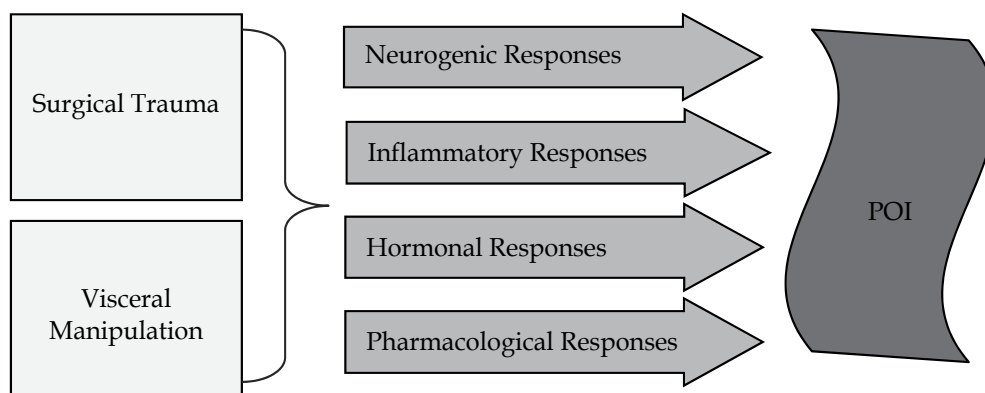 Surgical Trauma
Visceral
Manipulation
Neurogenic Responses
Inflammatory Responses
Hormonal Responses
Pharmacological Responses
POI